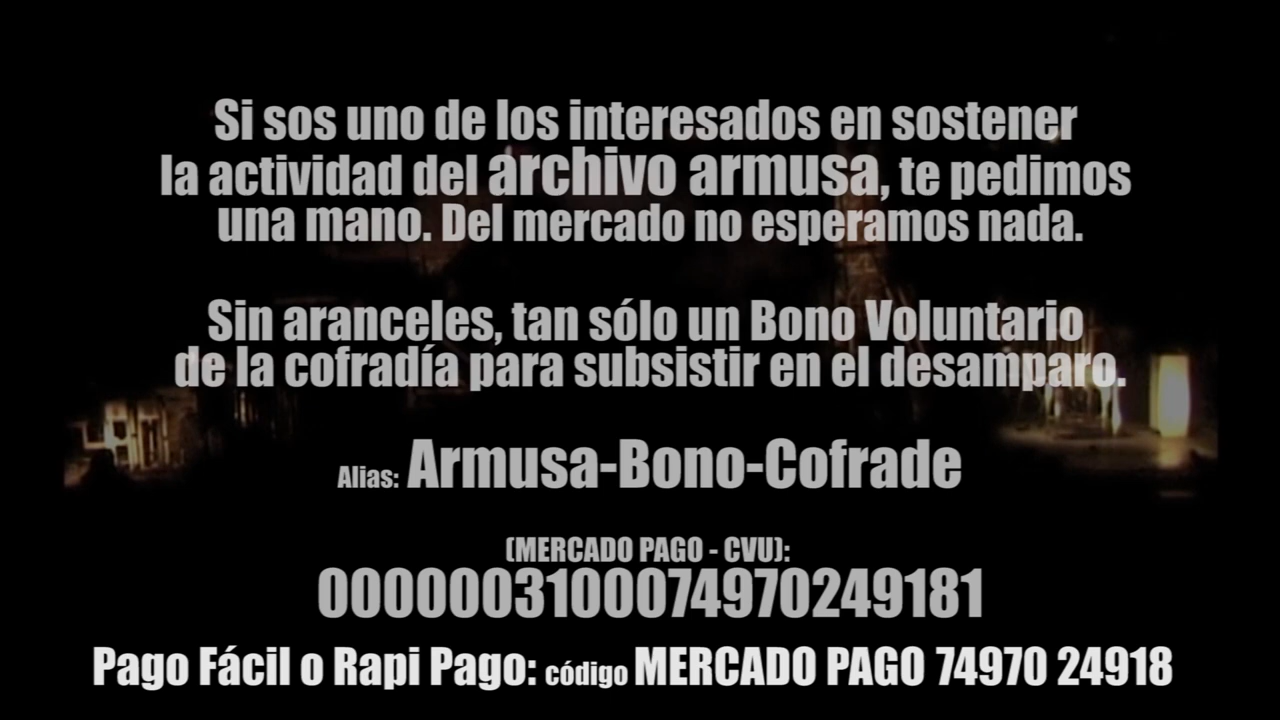 Si sos uno de los interesados en sostener
la actividad del archivo armusa, te pedimos
una mano. Del mercado no esperamos nada.
Sin aranceles, tan sólo un Bono Voluntario
de la cofradía para subsistir en el desamparo.
Alias: Armusa-Bono-Cofrade
(MERCADO PAGO - CVU):
0000003100074970249181
Pago Fácil o Rapi Pago: código MERCADO PAGO 74970 24918